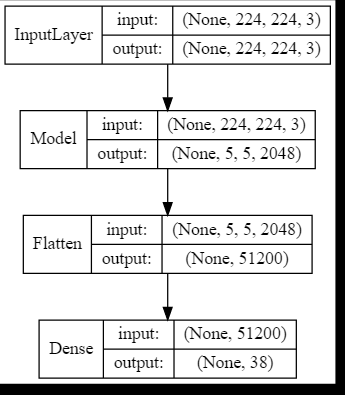 InputLayer
input: (None, 224, 224, 3)
output: (None, 224, 224, 3)
Model
input: (None, 224, 224, 3)
output: (None, 5, 5, 2048)
Flatten
input: (None, 5, 5, 2048)
output: (None, 51200)
Dense
input: (None, 51200)
output: (None, 38)